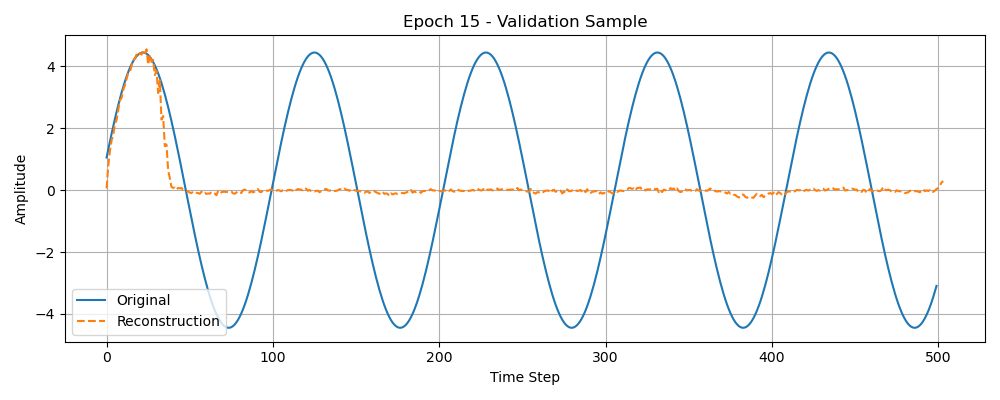 Epoch 15 - Validation Sample
Amplitude
4
2
0
−2
−4
Original
Reconstruction
0
100
200
300
400
500
Time Step